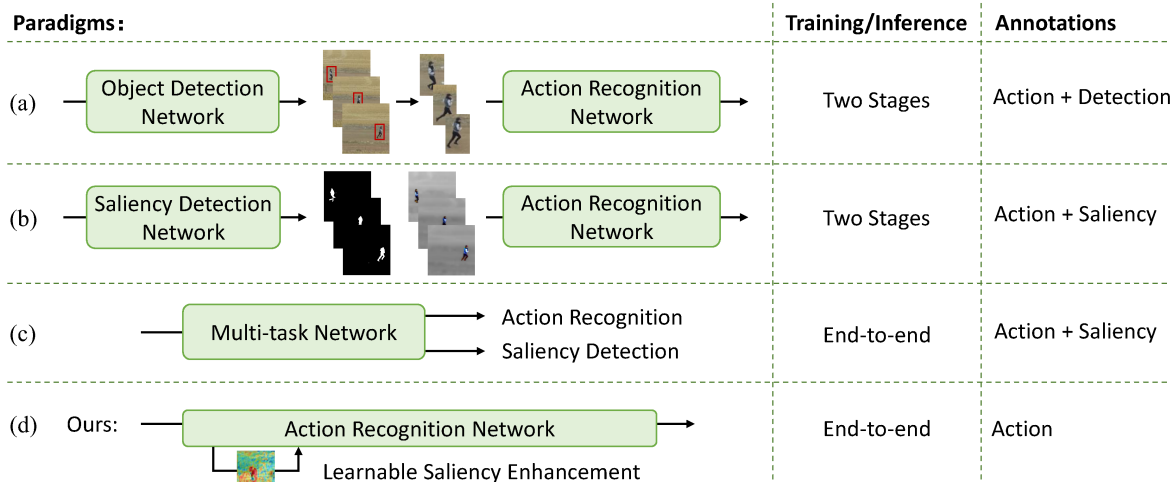 Paradigms: Training/Inference Annotations
(a) Object Detection Network Action Recognition Network Two Stages Action + Detection
(b) Saliency Detection Network Action Recognition Network Two Stages Action + Saliency
(c) Multi-task Network Action Recognition Saliency Detection End-to-end Action + Saliency
(d) Ours: Action Recognition Network End-to-end Action
Learnable Saliency Enhancement